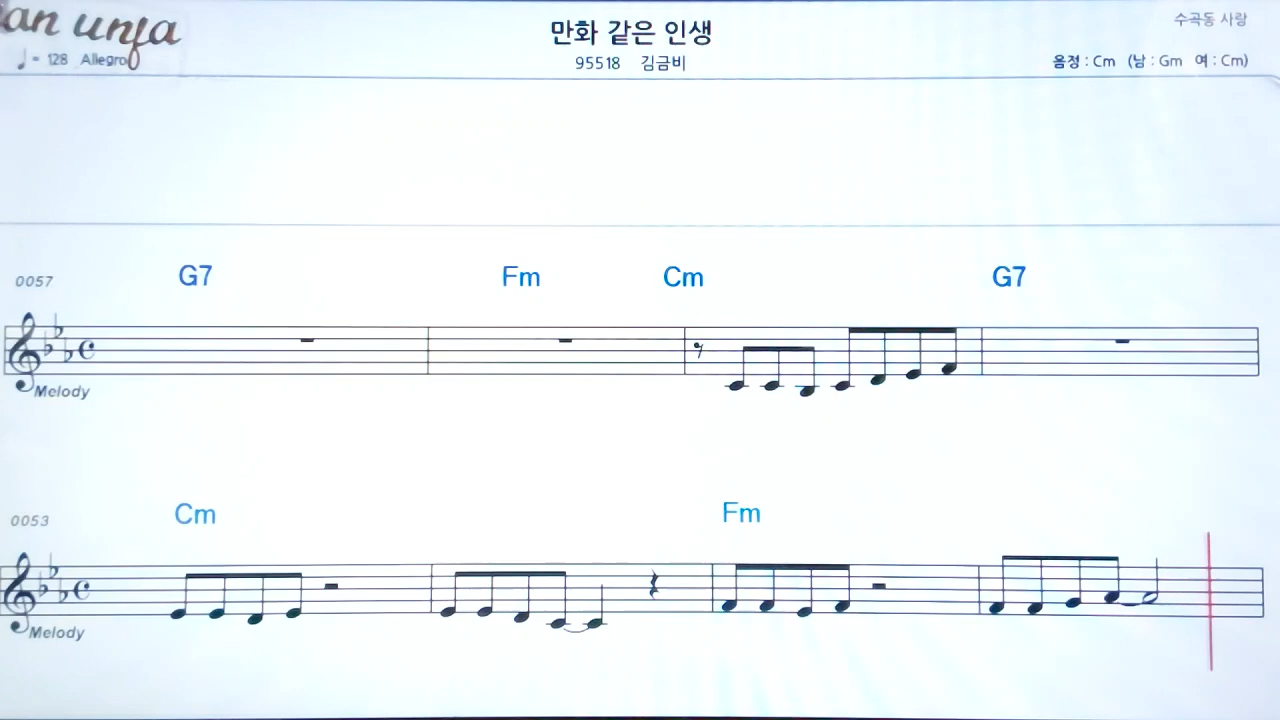 an unja
♩= 128 Allegro
만화 같은 인생
95518 김금비
수곡동 사랑
음정 : Cm (남 : Gm 여 : Cm)
0057
G7 Fm Cm G7
Melody
0053
Cm Fm
Melody